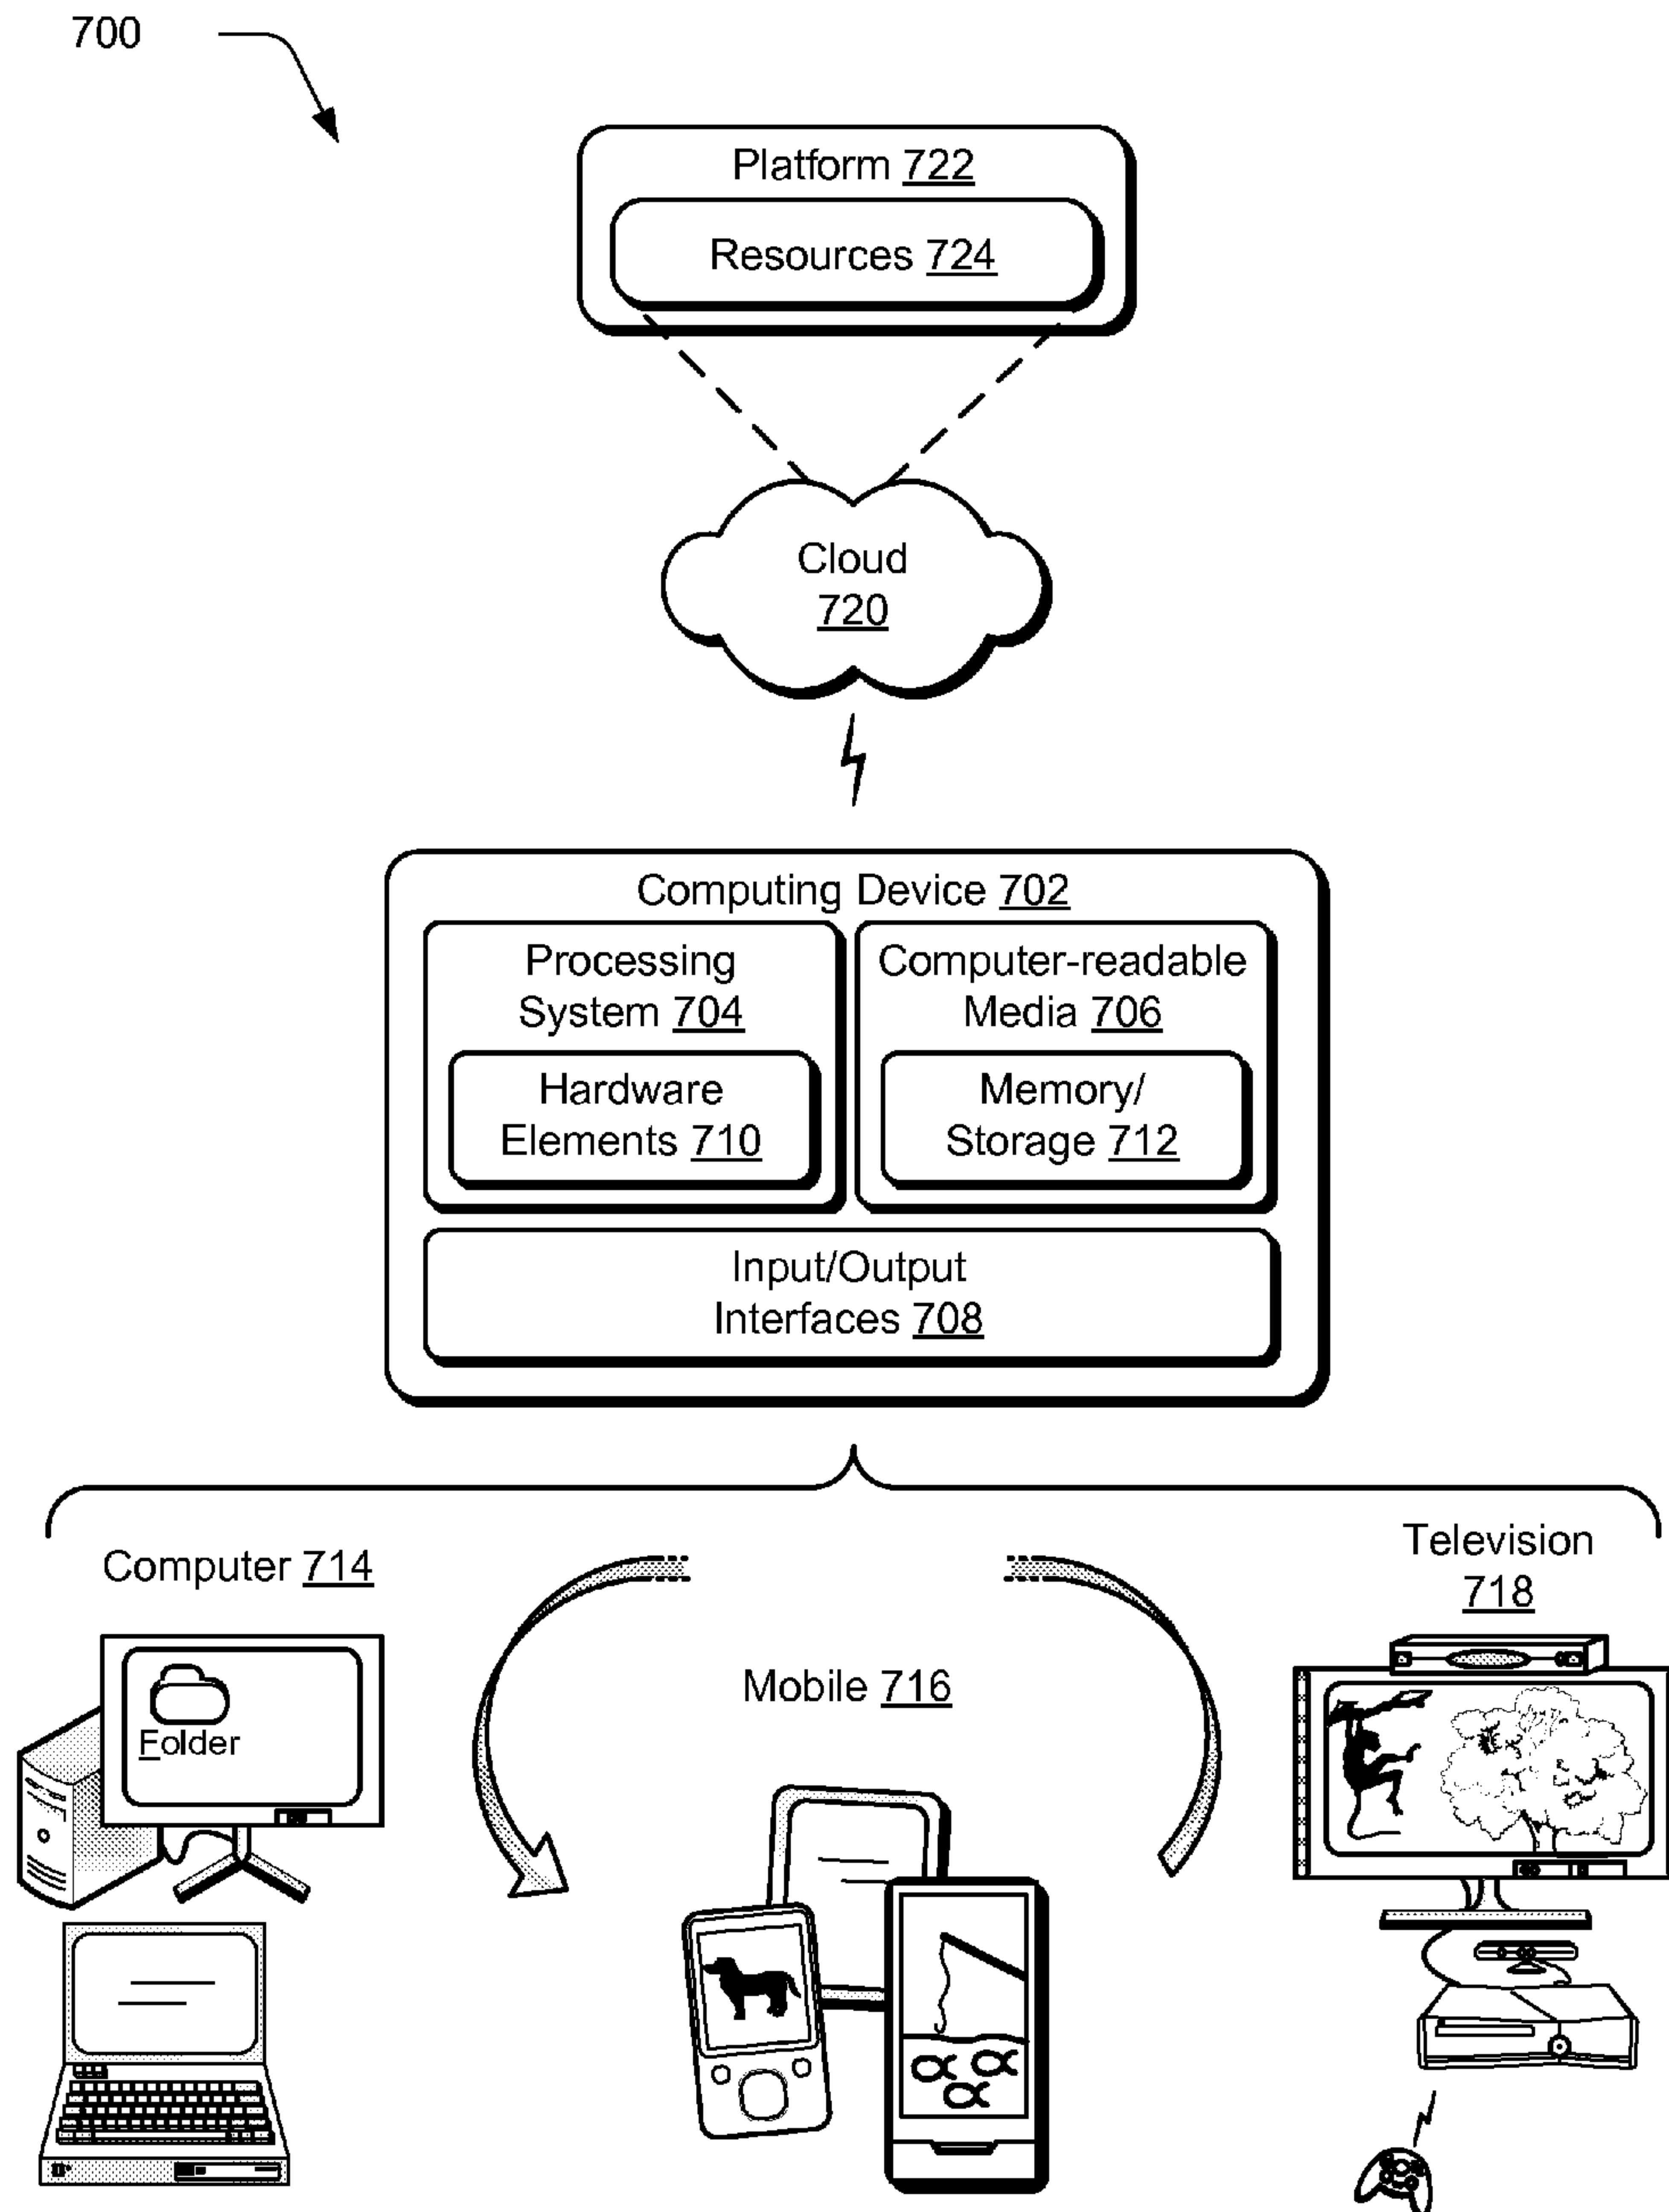 700
Platform 722
Resources 724
Cloud
720
Computing Device 702
Processing
System 704
Hardware
Elements 710
Computer-readable
Media 706
Memory/
Storage 712
Input/Output
Interfaces 708
Computer 714
Folder
Mobile 716
Television
718